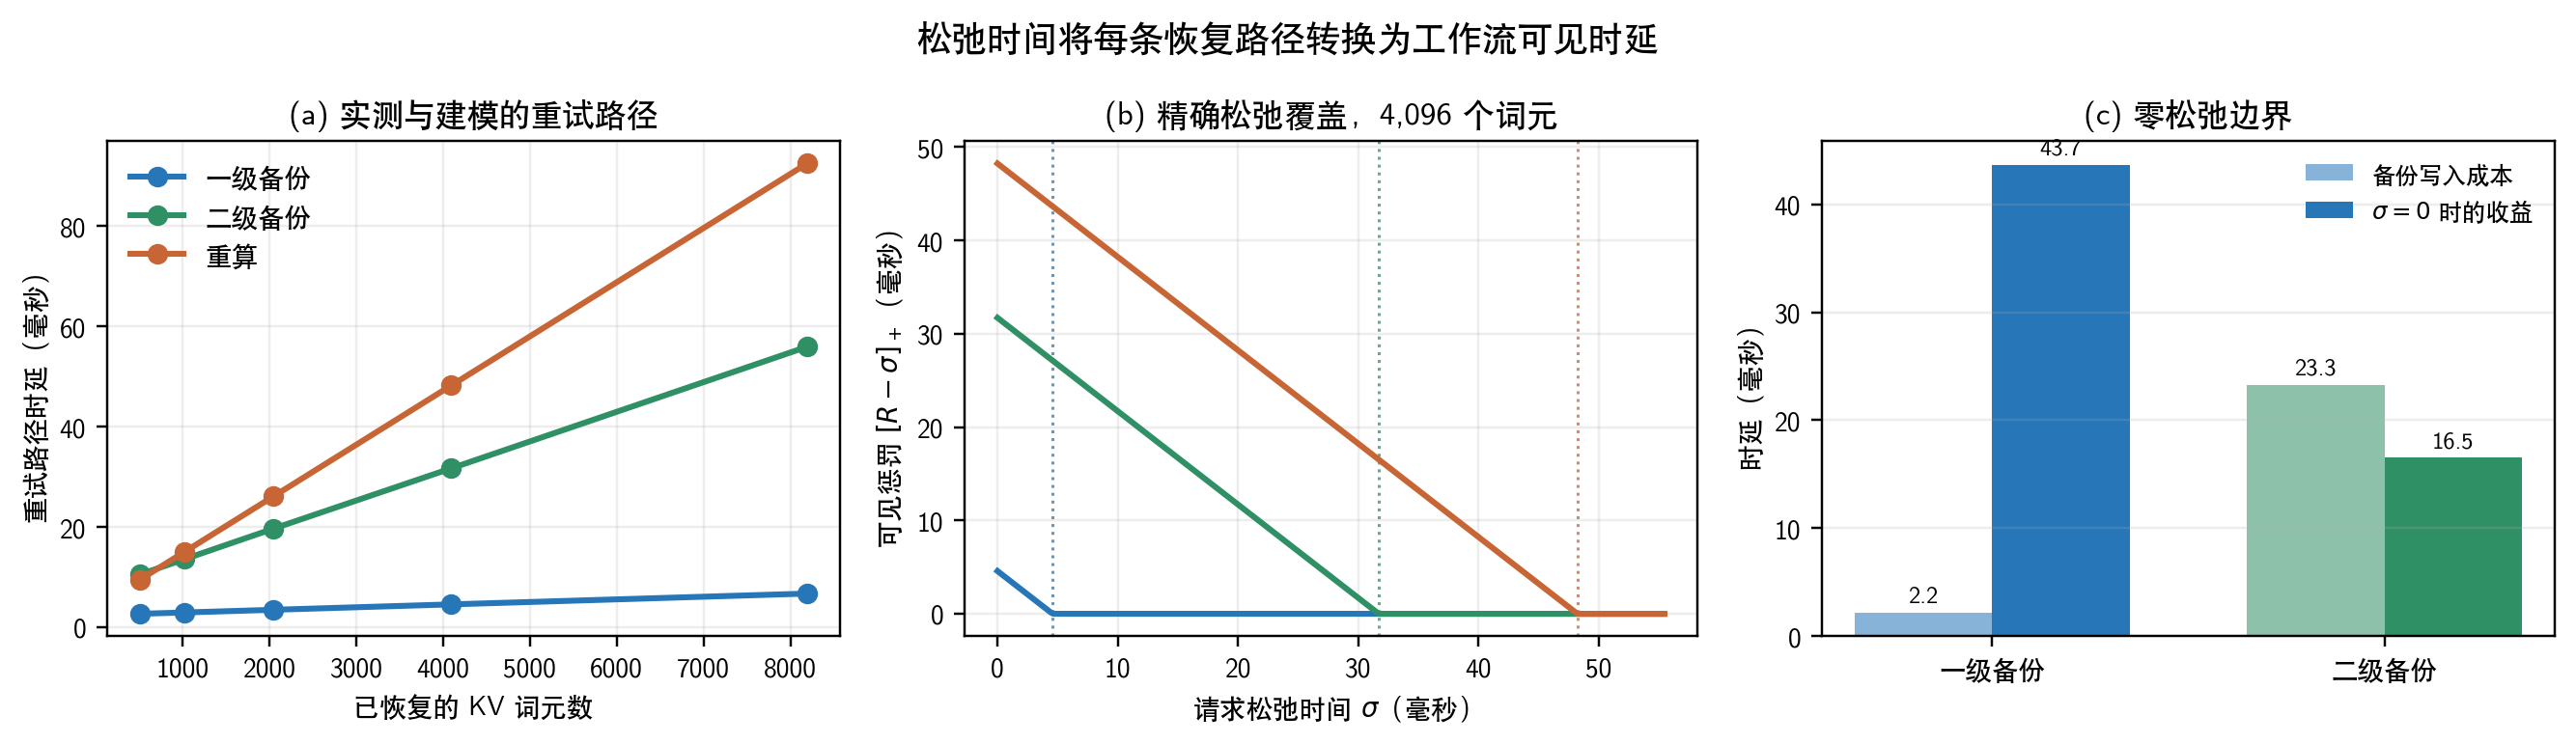 松弛时间将每条恢复路径转换为工作流可见时延
(a) 实测与建模的重试路径
一级备份
二级备份
重算
重试路径时延（毫秒）
80
60
40
20
0
1000 2000 3000 4000 5000 6000 7000 8000
已恢复的 KV 词元数
(b) 精确松弛覆盖，4,096 个词元
可见惩罚 [R − σ]₊（毫秒）
50
40
30
20
10
0
0 10 20 30 40 50
请求松弛时间 σ（毫秒）
(c) 零松弛边界
备份写入成本
σ = 0 时的收益
时延（毫秒）
40
30
20
10
0
2.2
43.7
23.3
16.5
一级备份 二级备份